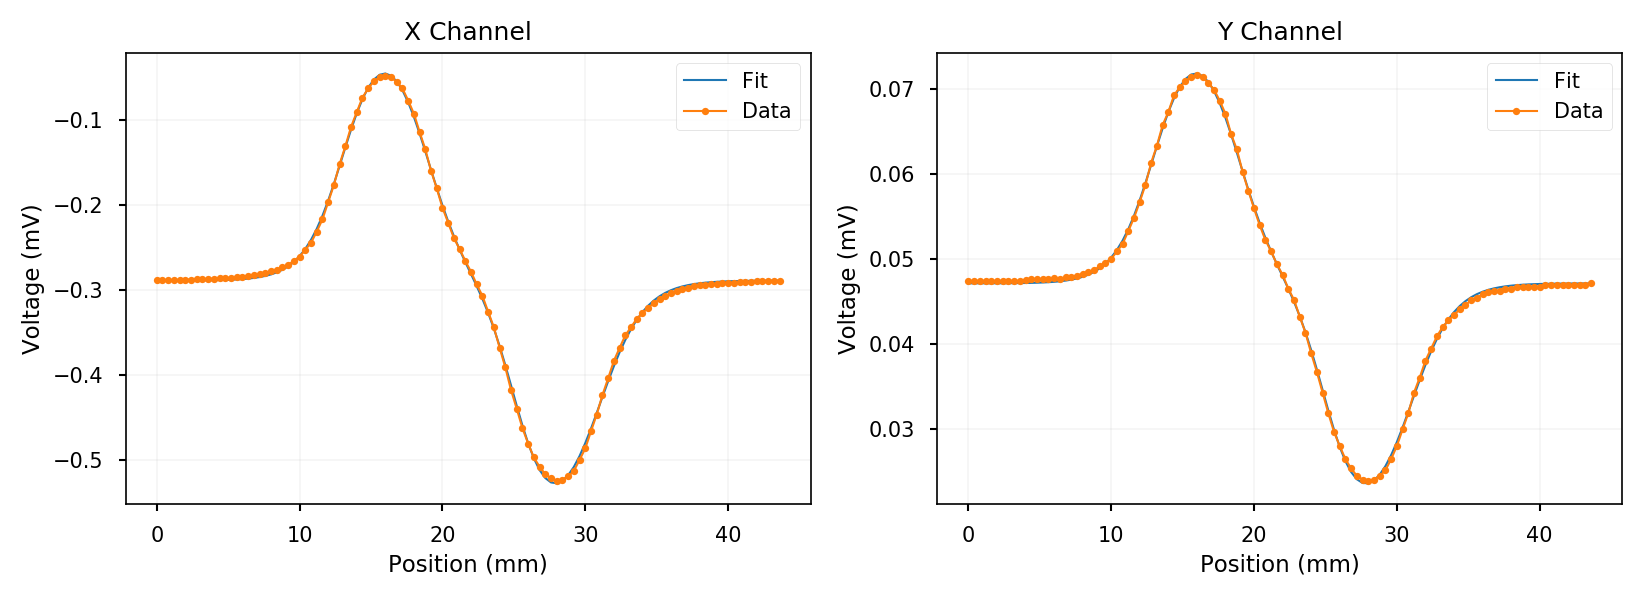 X Channel
Voltage (mV)
−0.1
−0.2
−0.3
−0.4
−0.5
0 10 20 30 40
Position (mm)
Fit
Data
Y Channel
Voltage (mV)
0.07
0.06
0.05
0.04
0.03
0 10 20 30 40
Position (mm)
Fit
Data